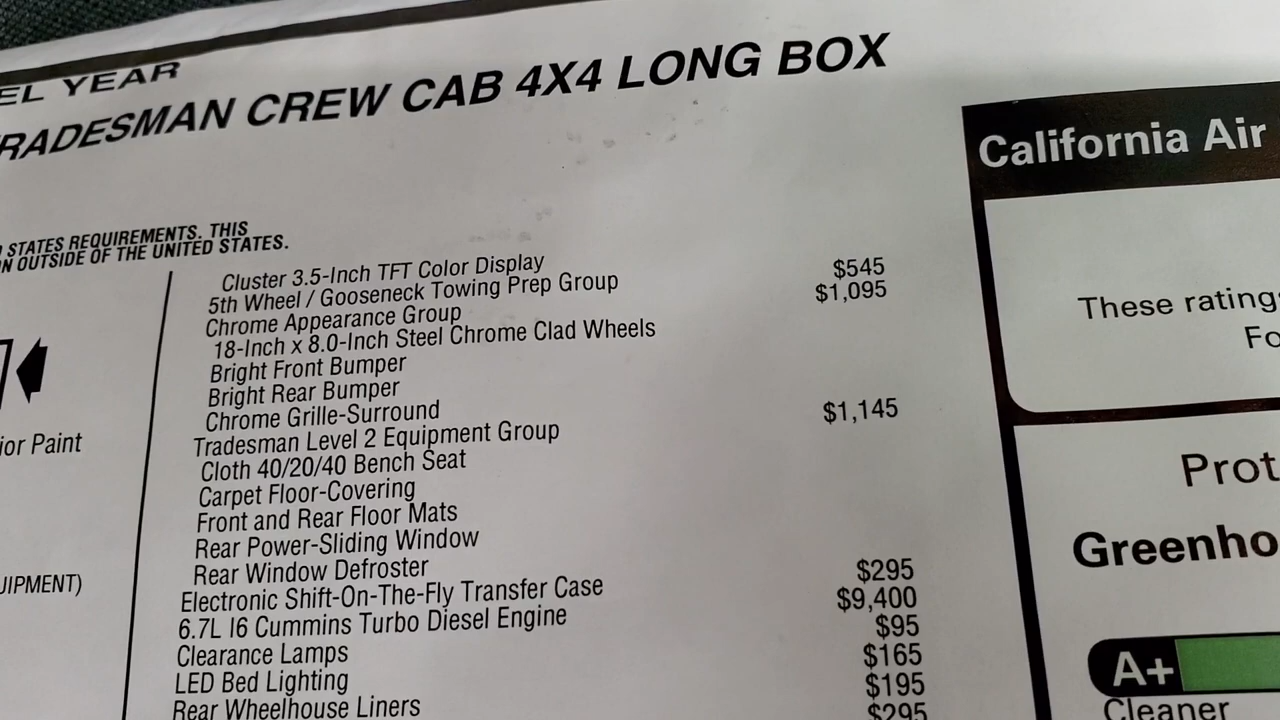 EL YEAR
TRADESMAN CREW CAB 4X4 LONG BOX
STATES REQUIREMENTS. THIS
N OUTSIDE OF THE UNITED STATES.
ior Paint
UIPMENT)
Cluster 3.5-Inch TFT Color Display
5th Wheel / Gooseneck Towing Prep Group $545
Chrome Appearance Group $1,095
18-Inch x 8.0-Inch Steel Chrome Clad Wheels
Bright Front Bumper
Bright Rear Bumper
Chrome Grille-Surround
Tradesman Level 2 Equipment Group $1,145
Cloth 40/20/40 Bench Seat
Carpet Floor-Covering
Front and Rear Floor Mats
Rear Power-Sliding Window
Rear Window Defroster
Electronic Shift-On-The-Fly Transfer Case $295
6.7L I6 Cummins Turbo Diesel Engine $9,400
Clearance Lamps $95
LED Bed Lighting $165
Rear Wheelhouse Liners $195
$295
California Air
These ratings
Fo
Prot
Greenho
A+
Cleaner